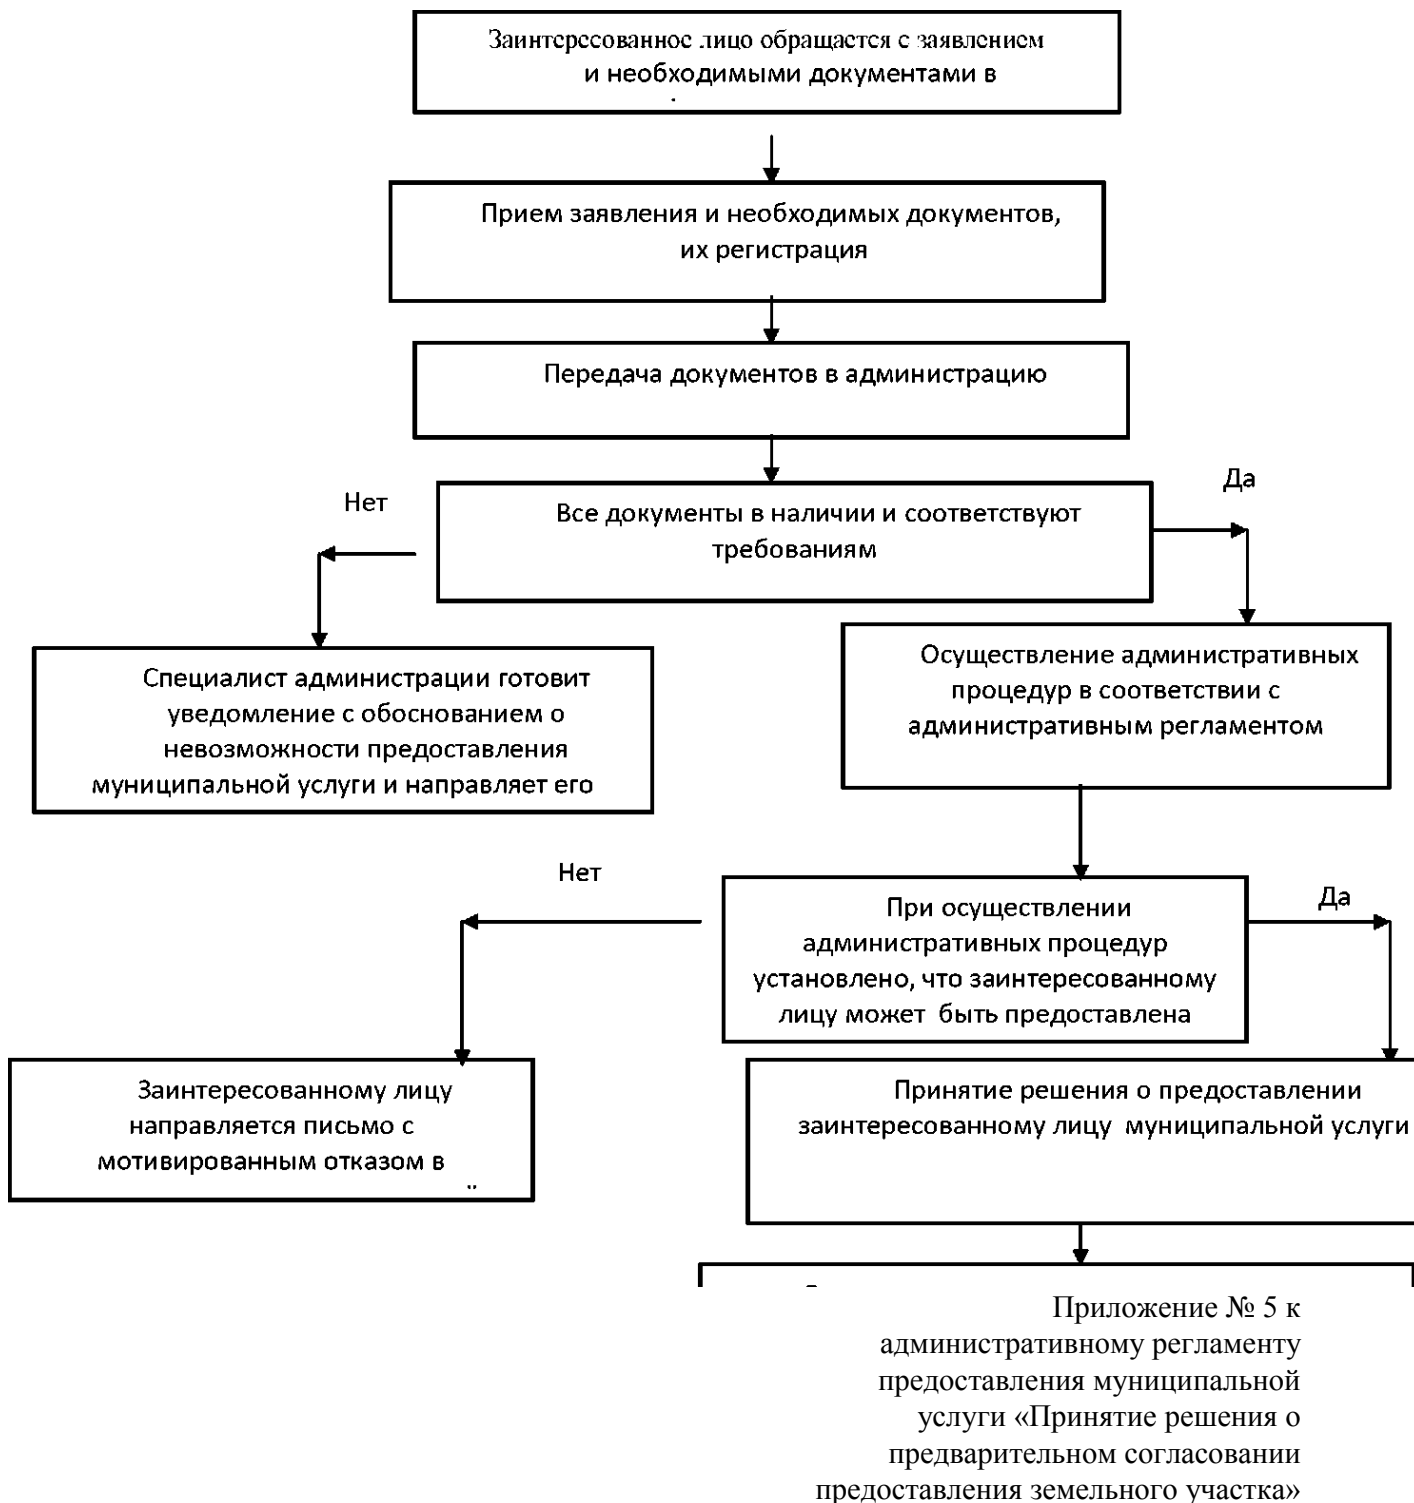 Заинтересованное лицо обращается с заявлением
и необходимыми документами в
Прием заявления и необходимых документов,
их регистрация
Передача документов в администрацию
Нет
Да
Все документы в наличии и соответствуют
требованиям
Специалист администрации готовит
уведомление с обоснованием о
невозможности предоставления
муниципальной услуги и направляет его
Осуществление административных
процедур в соответствии с
административным регламентом
Нет
Да
При осуществлении
административных процедур
установлено, что заинтересованному
лицу может быть предоставлена
Заинтересованному лицу
направляется письмо с
мотивированным отказом в
Принятие решения о предоставлении
заинтересованному лицу муниципальной услуги
Приложение № 5 к
административному регламенту
предоставления муниципальной
услуги «Принятие решения о
предварительном согласовании
предоставления земельного участка»